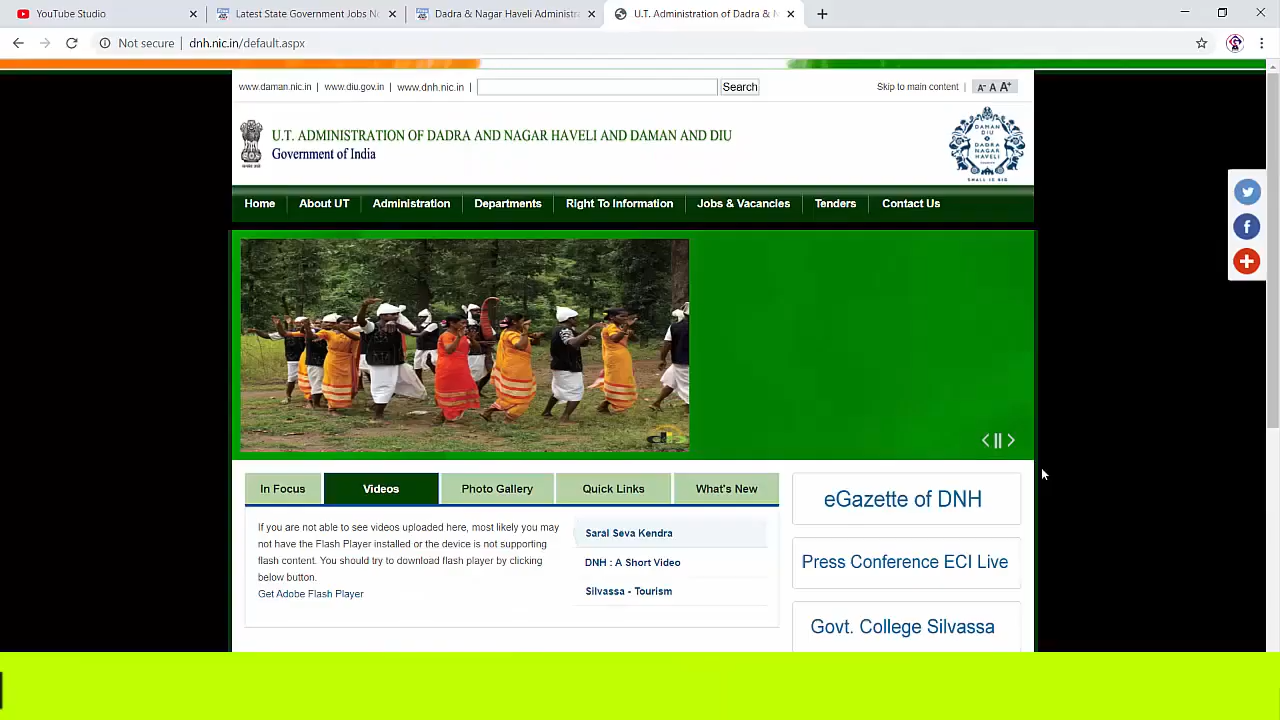 YouTube Studio
Latest State Government Jobs No
Dadra & Nagar Haveli Administra
U.T. Administration of Dadra & N
Not secure
dnh.nic.in/default.aspx
www.daman.nic.in | www.diu.gov.in | www.dnh.nic.in |
Search
Skip to main content | A- A A+
U.T. ADMINISTRATION OF DADRA AND NAGAR HAVELI AND DAMAN AND DIU
Government of India
DAMAN
DIU
DADRA
NAGAR
HAVELI
SMALL IS BIG
Home About UT Administration Departments Right To Information Jobs & Vacancies Tenders Contact Us
In Focus Videos Photo Gallery Quick Links What's New
If you are not able to see videos uploaded here, most likely you may
not have the Flash Player installed or the device is not supporting
flash content. You should try to download flash player by clicking
below button.
Get Adobe Flash Player
Saral Seva Kendra
DNH : A Short Video
Silvassa - Tourism
eGazette of DNH
Press Conference ECI Live
Govt. College Silvassa